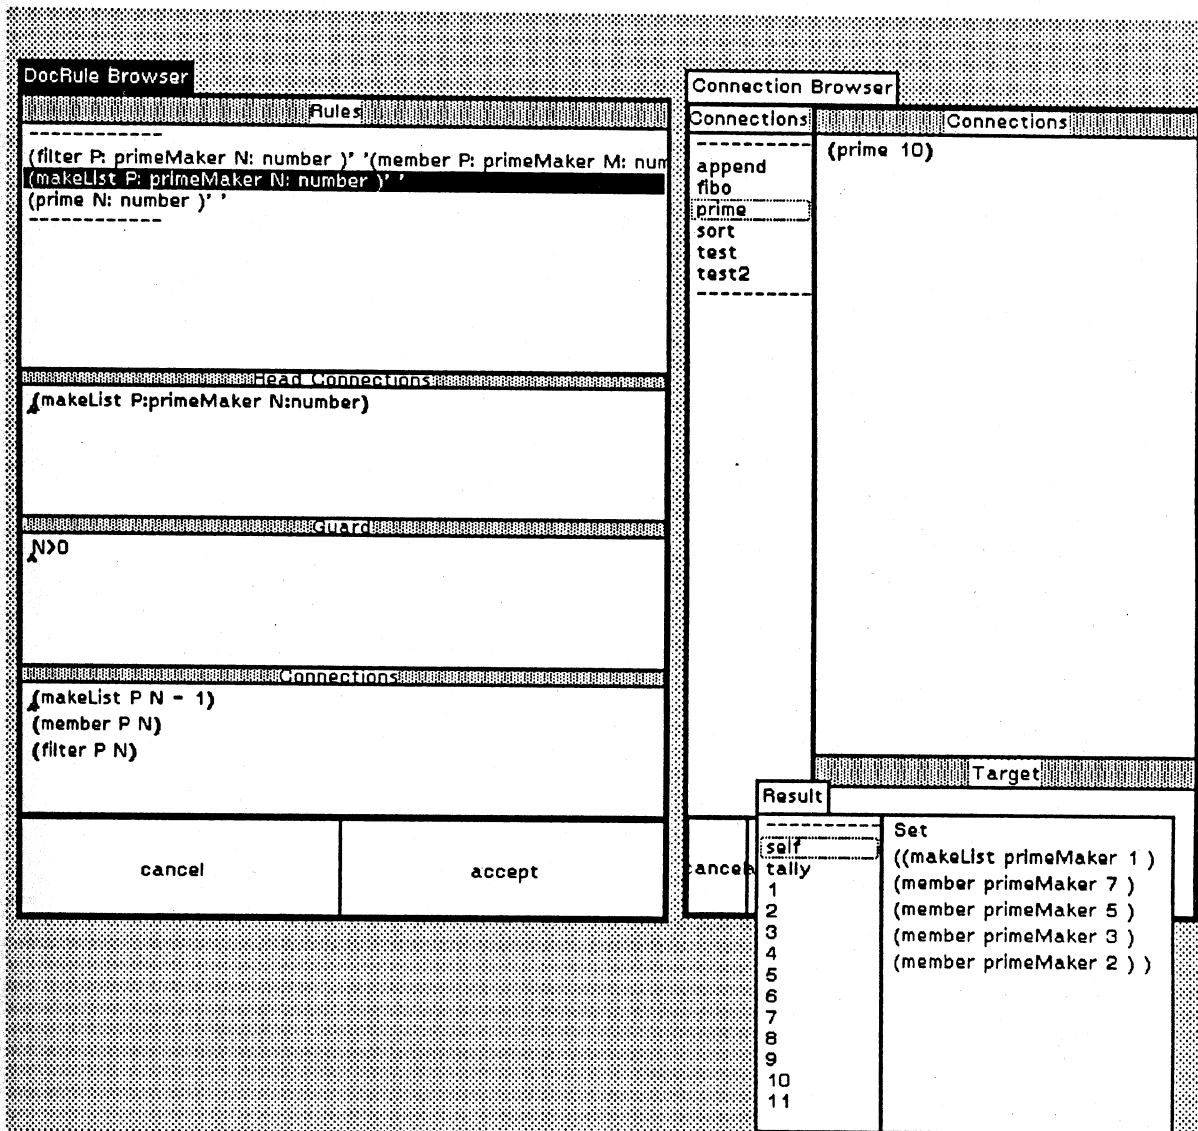 DocRule Browser
Rules
------------
(filter P: primeMaker N: number )' '(member P: primeMaker M: num
(makeList P: primeMaker N: number )' '
(prime N: number )' '
------------
Head Connections
(makeList P:primeMaker N:number)
Guard
N>0
Connections
(makeList P N - 1)
(member P N)
(filter P N)
cancel
accept
Connection Browser
Connections
-----------
append
fibo
prime
sort
test
test2
-----------
Connections
(prime 10)
Target
cancel
Result
-----------
self
tally
1
2
3
4
5
6
7
8
9
10
11
Set
((makeList primeMaker 1 )
(member primeMaker 7 )
(member primeMaker 5 )
(member primeMaker 3 )
(member primeMaker 2 ) )